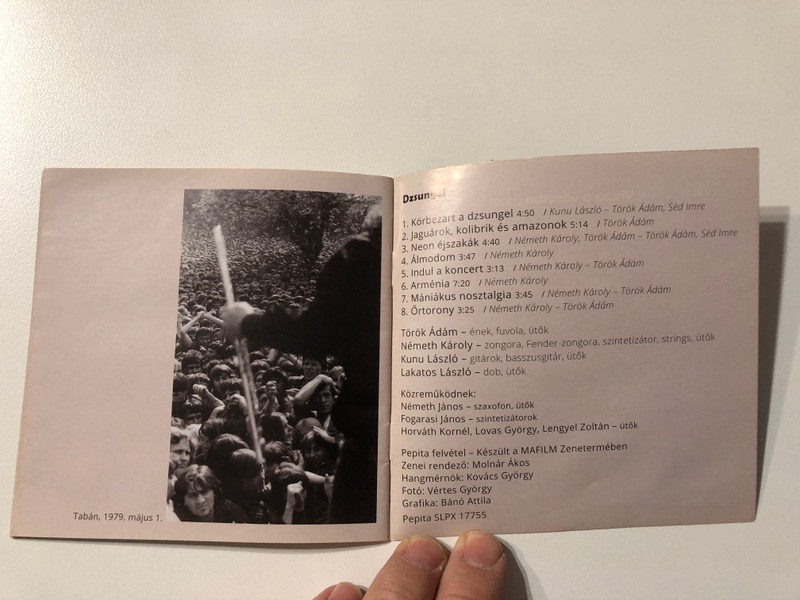 Tabán, 1979. május 1.
Dzsungel
1. Körbezárt a dzsungel 4:50 / Kunu László – Török Ádám, Séd Imre
2. Jaguárok, kolibrik és amazonok 5:14 / Török Ádám
3. Neon éjszakák 4:40 / Németh Károly, Török Ádám – Török Ádám, Séd Imre
4. Álmodom 3:47 / Németh Károly
5. Indul a koncert 3:13 / Németh Károly – Török Ádám
6. Arménia 7:20 / Németh Károly
7. Mániákus nosztalgia 3:45 / Németh Károly – Török Ádám
8. Őrtorony 3:25 / Németh Károly – Török Ádám
Török Ádám – ének, fuvola, ütők
Németh Károly – zongora, Fender-zongora, szintetizátor, strings, ütők
Kunu László – gitárok, basszusgitár, ütők
Lakatos László – dob, ütők
Közreműködnek:
Németh János – szaxofon, ütők
Fogarasi János – szintetizátorok
Horváth Kornél, Lovas György, Lengyel Zoltán – ütők
Pepita felvétel – Készült a MAFILM Zenetermében
Zenei rendező: Molnár Ákos
Hangmérnök: Kovács György
Fotó: Vértes György
Grafika: Bánó Attila
Pepita SLPX 17755